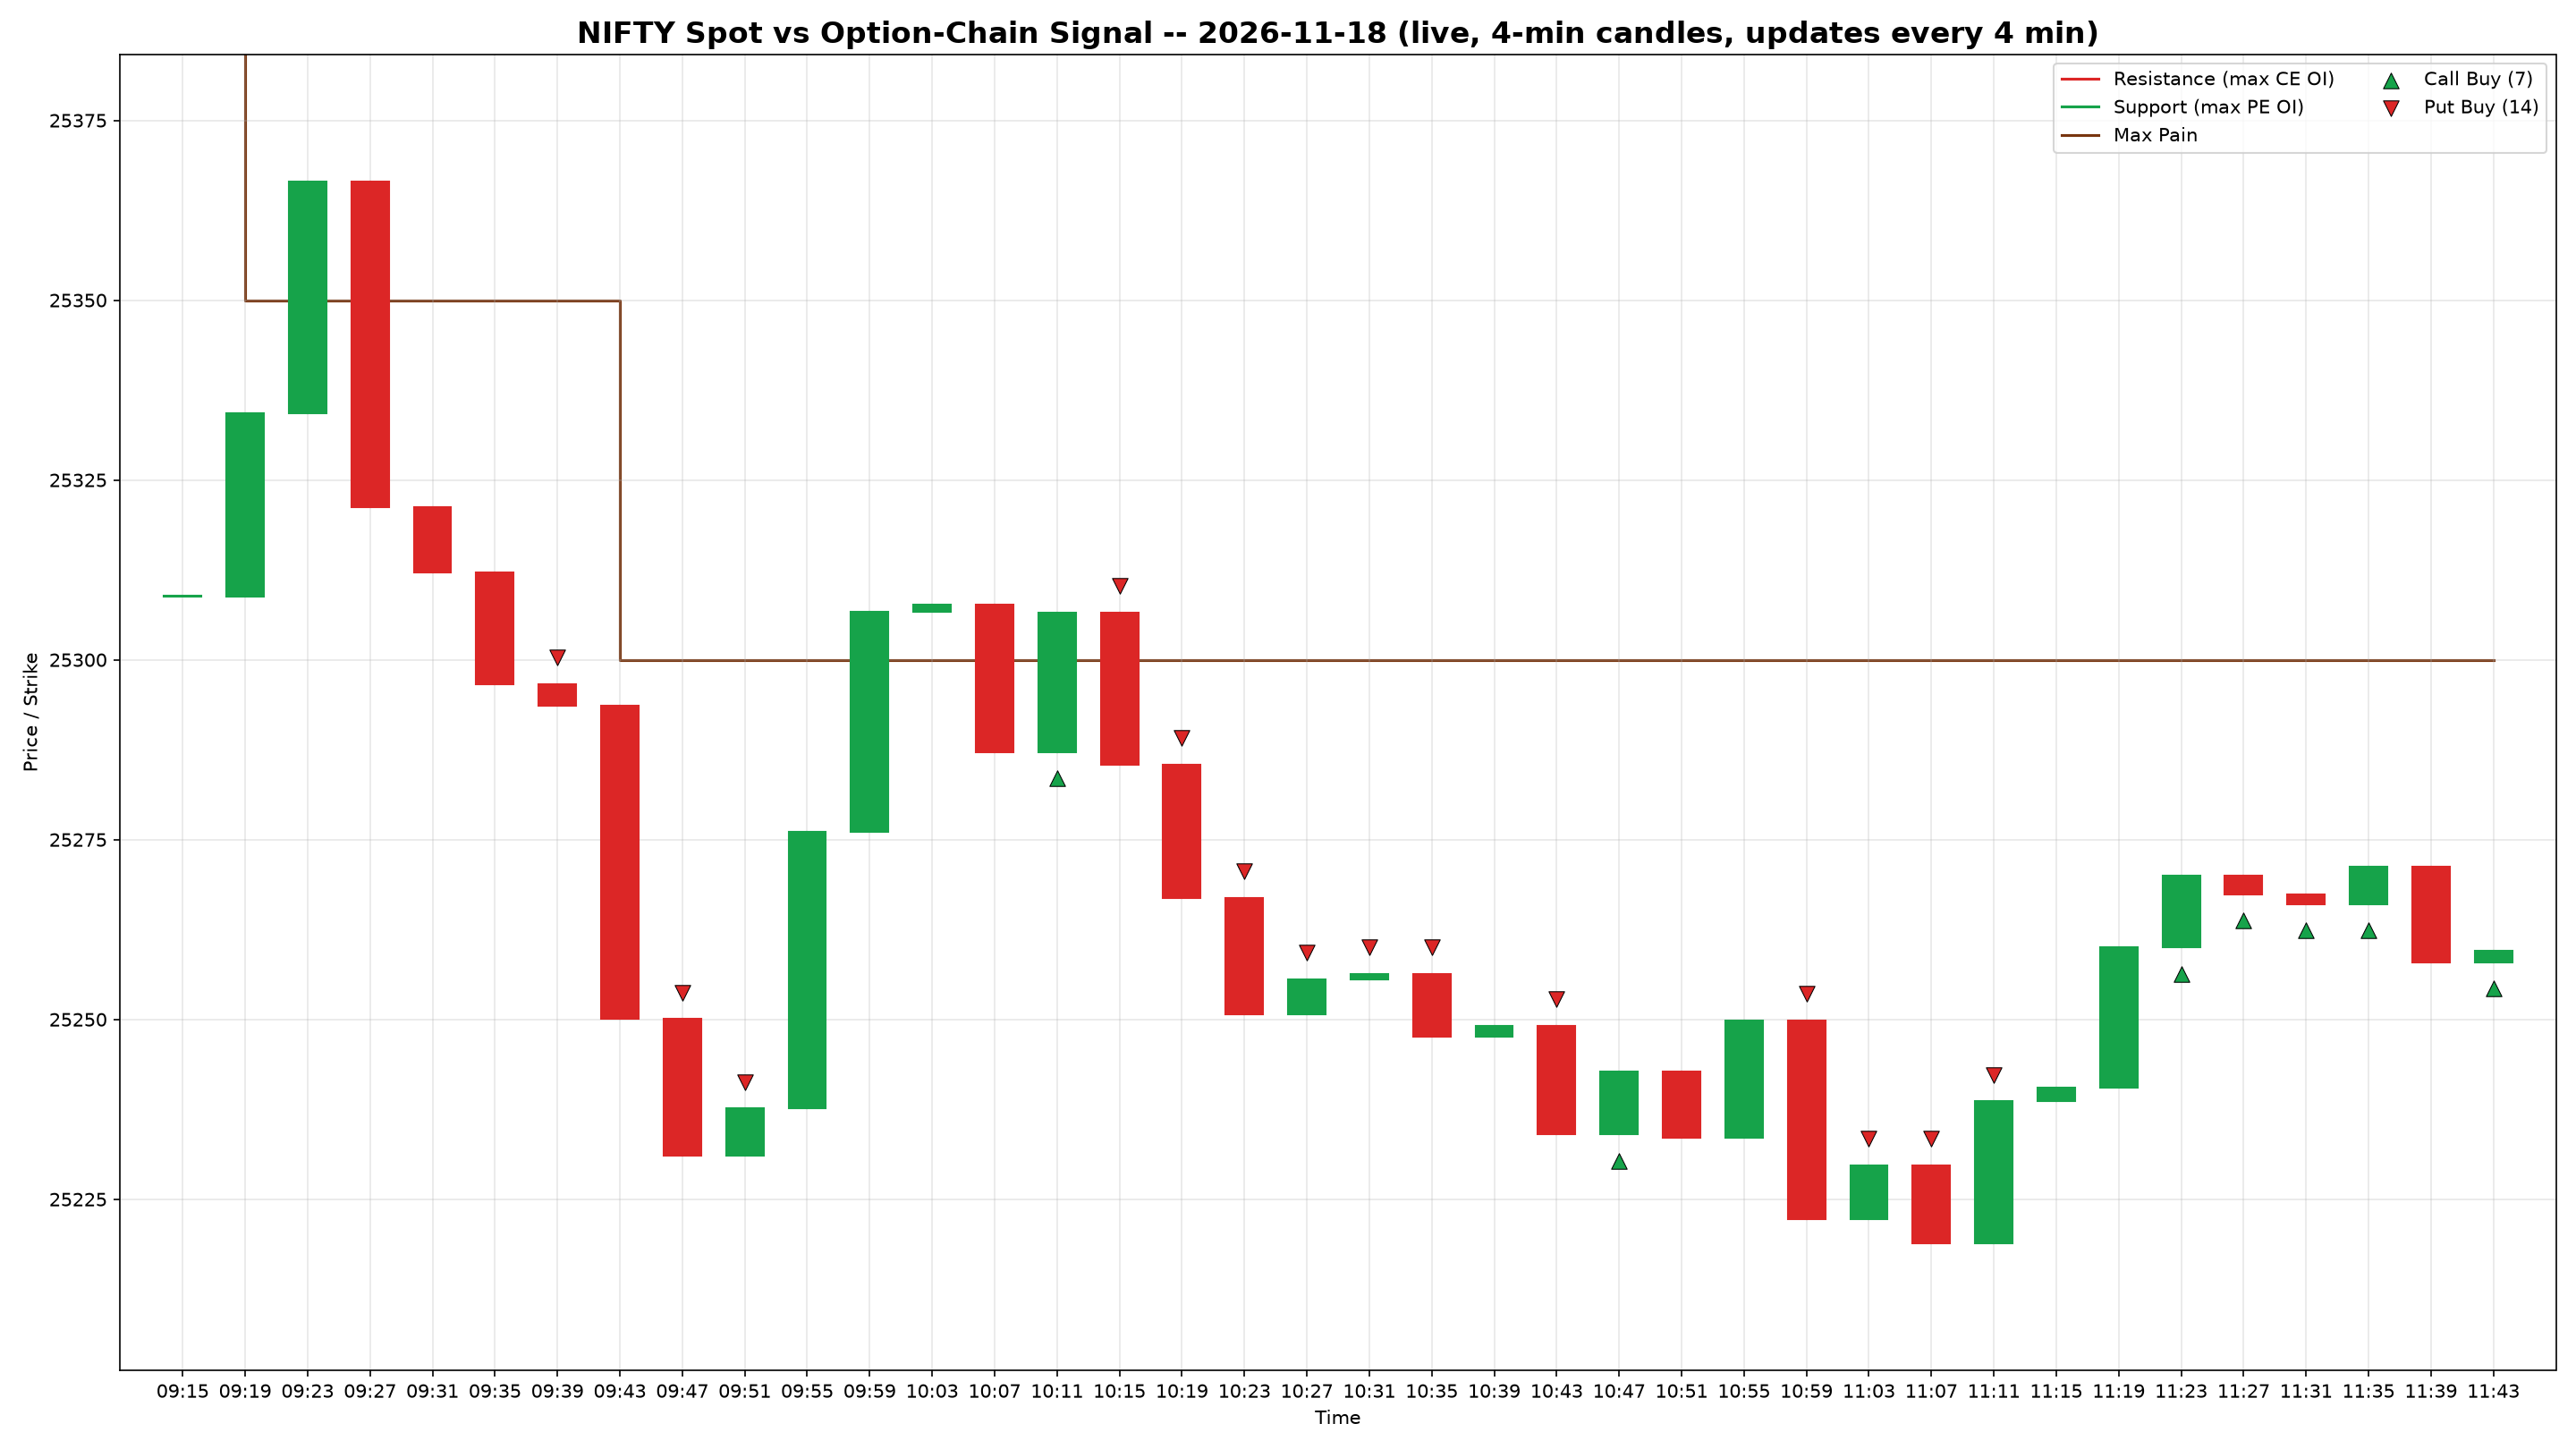 NIFTY Spot vs Option-Chain Signal -- 2026-11-18 (live, 4-min candles, updates every 4 min)
Resistance (max CE OI)
Support (max PE OI)
Max Pain
Call Buy (7)
Put Buy (14)
Price / Strike
25375
25350
25325
25300
25275
25250
25225
09:15 09:19 09:23 09:27 09:31 09:35 09:39 09:43 09:47 09:51 09:55 09:59 10:03 10:07 10:11 10:15 10:19 10:23 10:27 10:31 10:35 10:39 10:43 10:47 10:51 10:55 10:59 11:03 11:07 11:11 11:15 11:19 11:23 11:27 11:31 11:35 11:39 11:43
Time